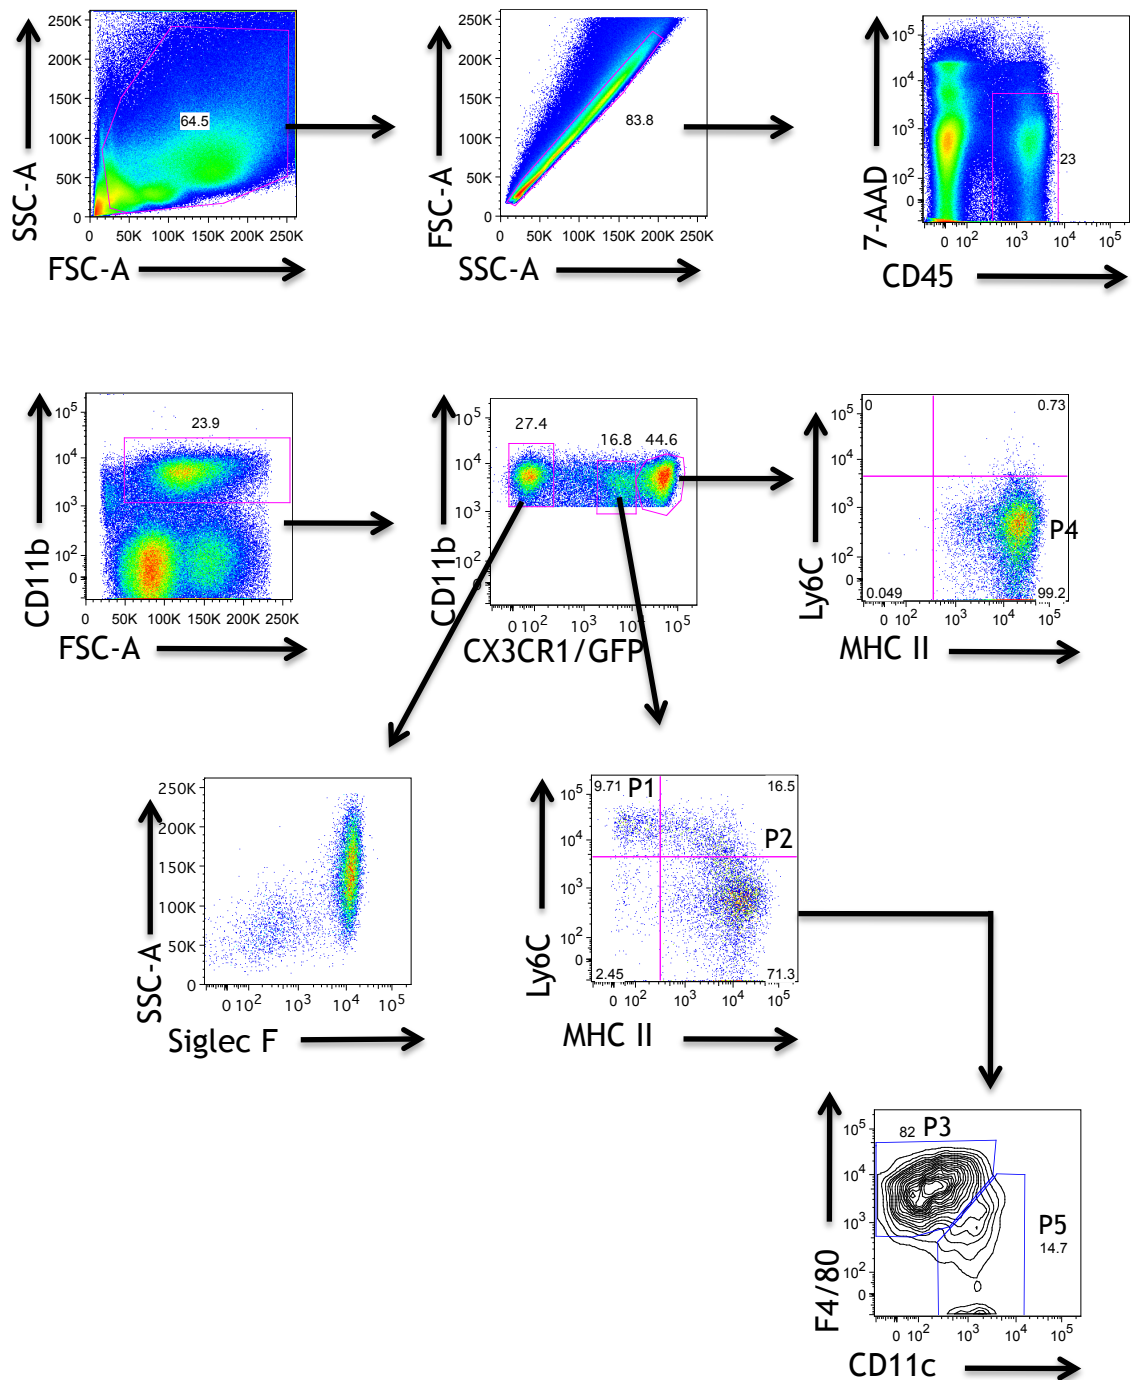 250K
200K
150K
100K
50K
0
64.5
0 50K 100K 150K 200K 250K
SSC-A
FSC-A
250K
200K
150K
100K
50K
0
83.8
0 50K 100K 150K 200K 250K
FSC-A
SSC-A
10^5
10^4
10^3
10^2
0
23
0 10^2 10^3 10^4 10^5
7-AAD
CD45
10^5
10^4
10^3
10^2
0
23.9
0 50K 100K 150K 200K 250K
CD11b
FSC-A
10^5
10^4
10^3
10^2
0
27.4 16.8 44.6
0 10^2 10^3 10^4 10^5
CD11b
CX3CR1/GFP
10^5
10^4
10^3
10^2
0
0 0.73
P4
0.049 99.2
0 10^2 10^3 10^4 10^5
Ly6C
MHC II
250K
200K
150K
100K
50K
0
0 10^2 10^3 10^4 10^5
SSC-A
Siglec F
10^5
10^4
10^3
10^2
0
9.71 P1 16.5
P2
2.45 71.3
0 10^2 10^3 10^4 10^5
Ly6C
MHC II
10^5
10^4
10^3
10^2
0
82 P3
P5
14.7
0 10^2 10^3 10^4 10^5
F4/80
CD11c